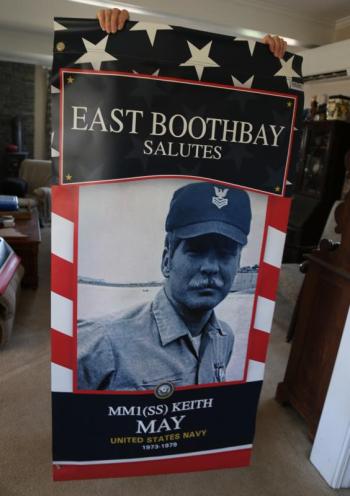 EAST BOOTHBAY
SALUTES
MM1(SS) KEITH
MAY
UNITED STATES NAVY
1973-1979